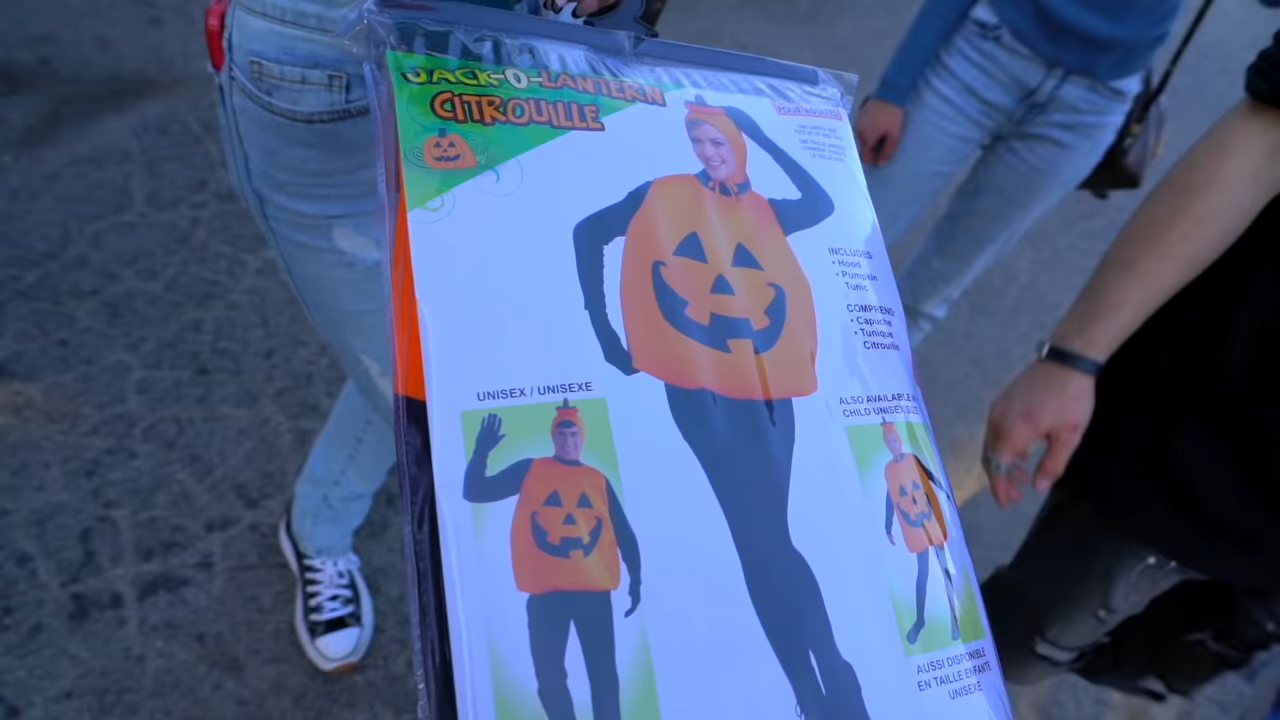 JACK-O-LANTERN
CITROUILLE
INCLUDES:
• Hood
• Pumpkin
Tunic
COMPREND
• Capuche
• Tunique
Citrouille
UNISEX / UNISEXE
ALSO AVAILABLE
CHILD UNISEX SIZE
AUSSI DISPONIBLE
EN TAILLE ENFANTE
UNISEXE